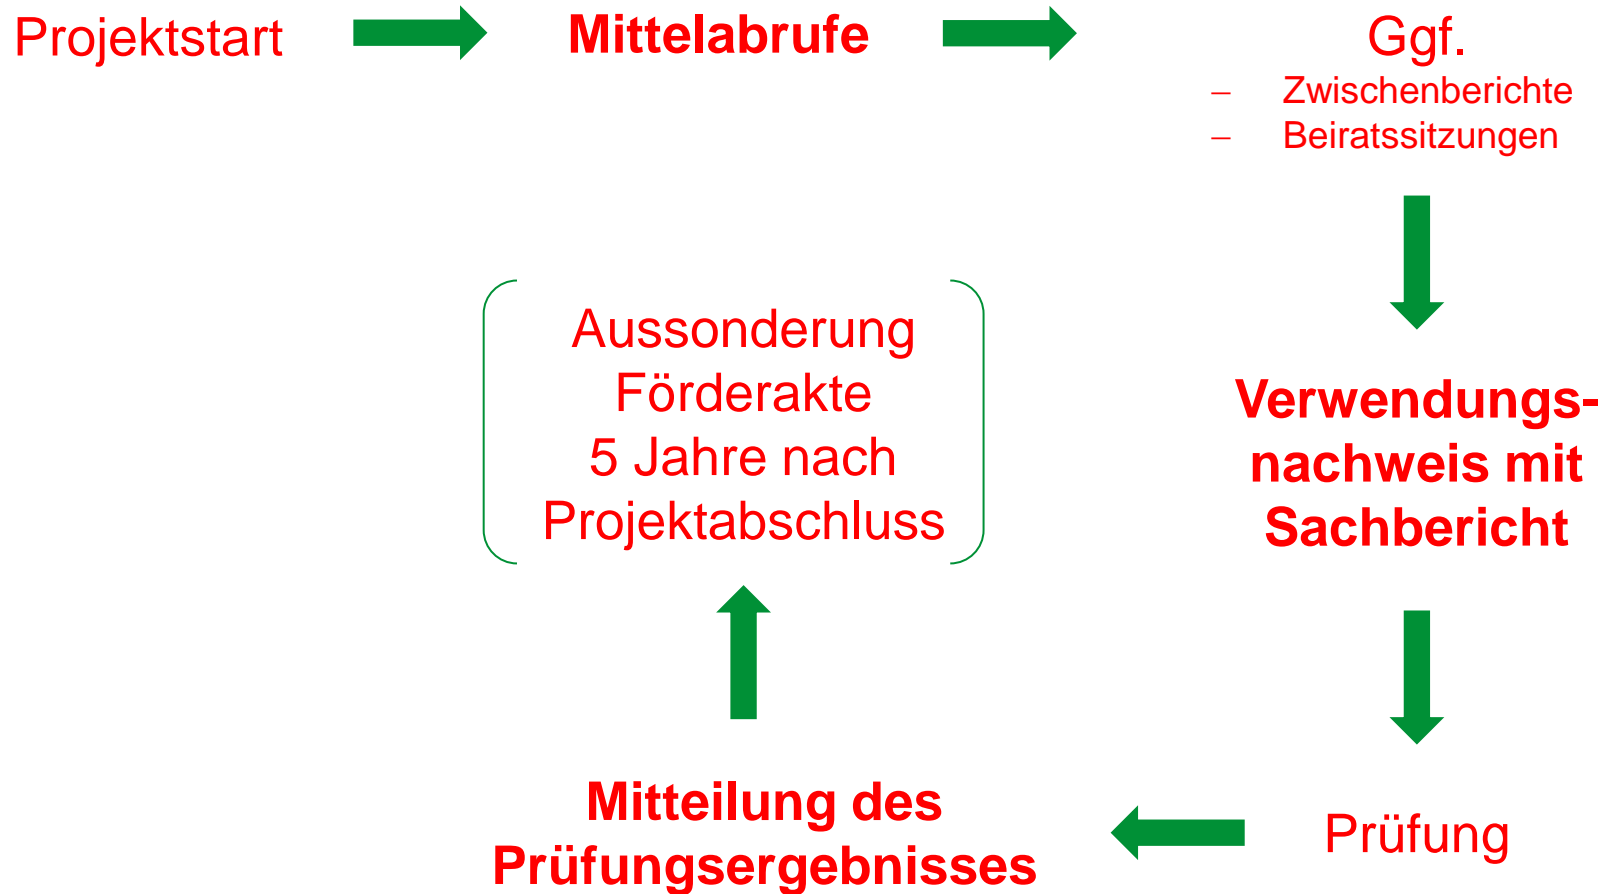 Projektstart
Mittelabrufe
Ggf.
– Zwischenberichte
– Beiratssitzungen
Verwendungs-
nachweis mit
Sachbericht
Prüfung
Mitteilung des
Prüfungsergebnisses
Aussonderung
Förderakte
5 Jahre nach
Projektabschluss